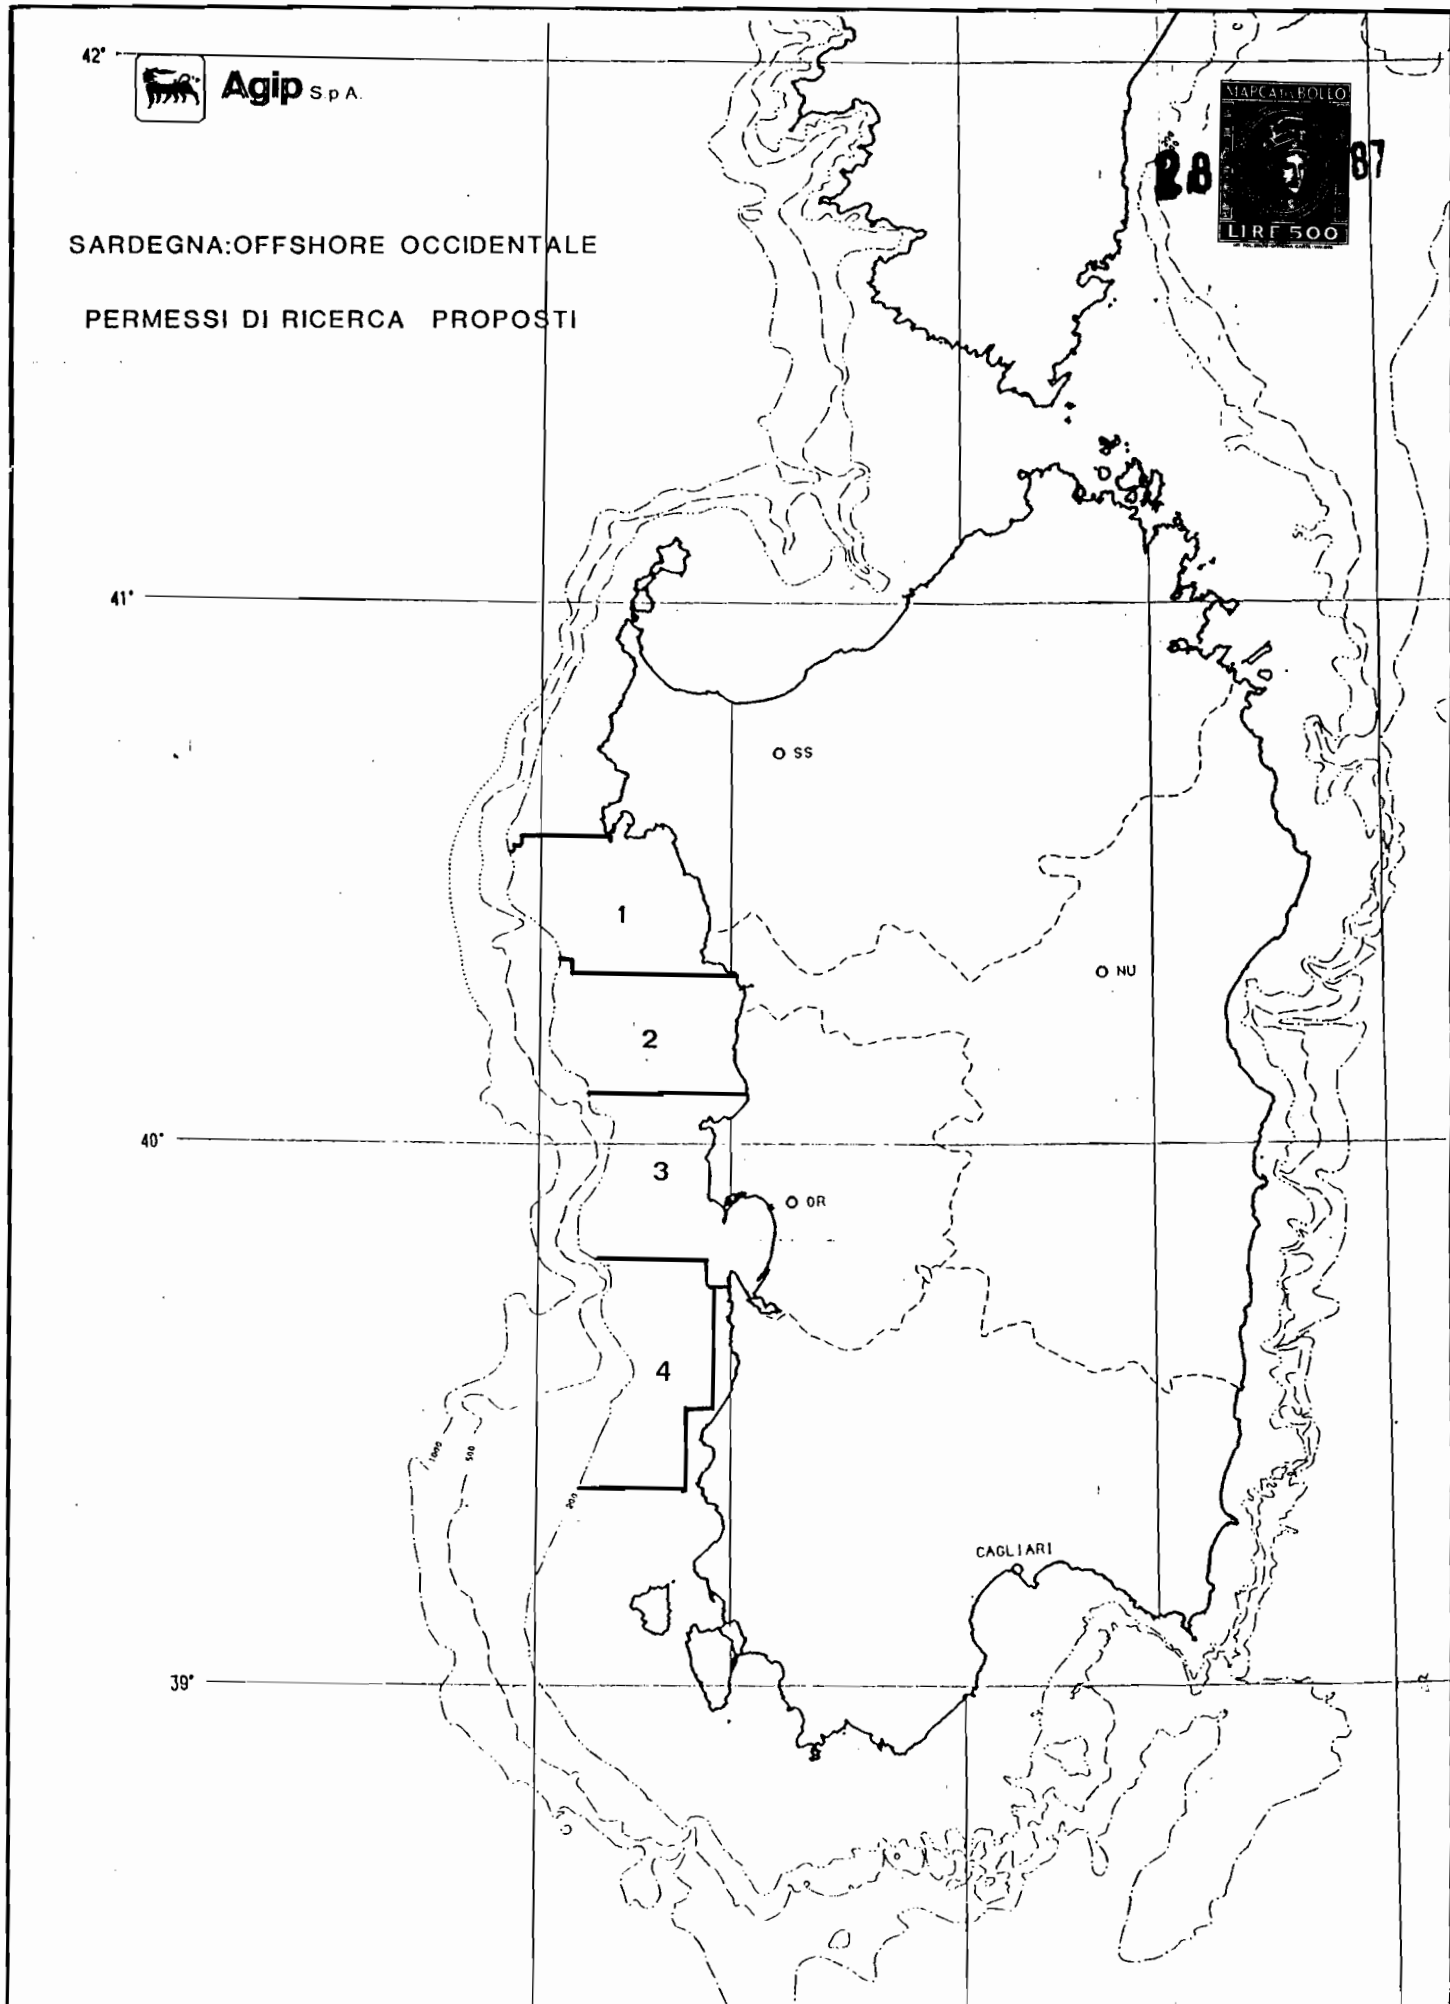 42°
Agip S.p.A.
MARCA DA BOLLO
28 87
LIRE 500
SARDEGNA:OFFSHORE OCCIDENTALE
PERMESSI DI RICERCA PROPOSTI
41°
SS
1
NU
2
40°
3
OR
4
1000
500
200
CAGLIARI
39°